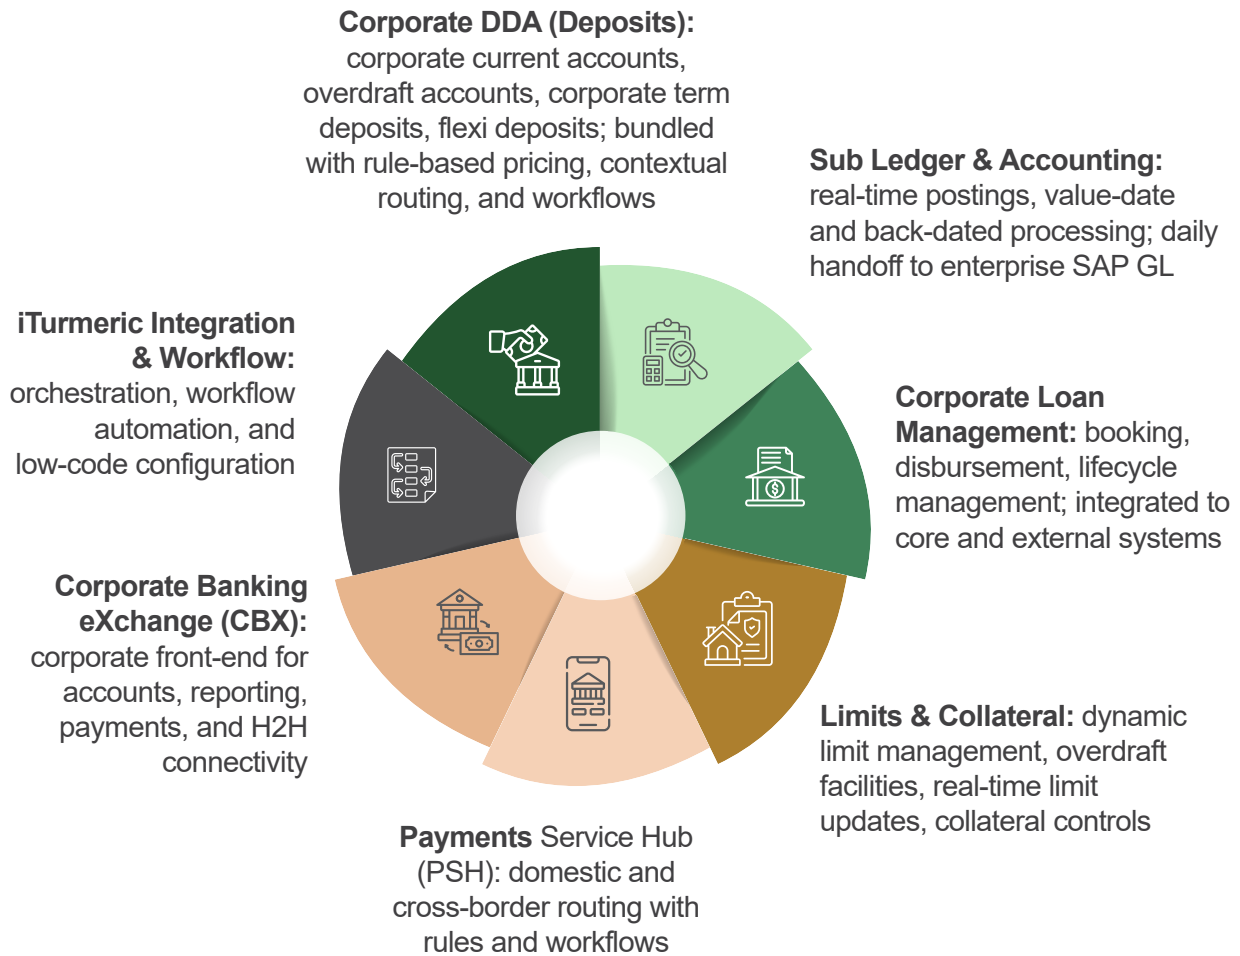 Corporate DDA (Deposits):
corporate current accounts,
overdraft accounts, corporate term
deposits, flexi deposits; bundled
with rule-based pricing, contextual
routing, and workflows
Sub Ledger & Accounting:
real-time postings, value-date
and back-dated processing; daily
handoff to enterprise SAP GL
Corporate Loan
Management: booking,
disbursement, lifecycle
management; integrated to
core and external systems
Limits & Collateral: dynamic
limit management, overdraft
facilities, real-time limit
updates, collateral controls
Payments Service Hub
(PSH): domestic and
cross-border routing with
rules and workflows
Corporate Banking
eXchange (CBX):
corporate front-end for
accounts, reporting,
payments, and H2H
connectivity
iTurmeric Integration
& Workflow:
orchestration, workflow
automation, and
low-code configuration